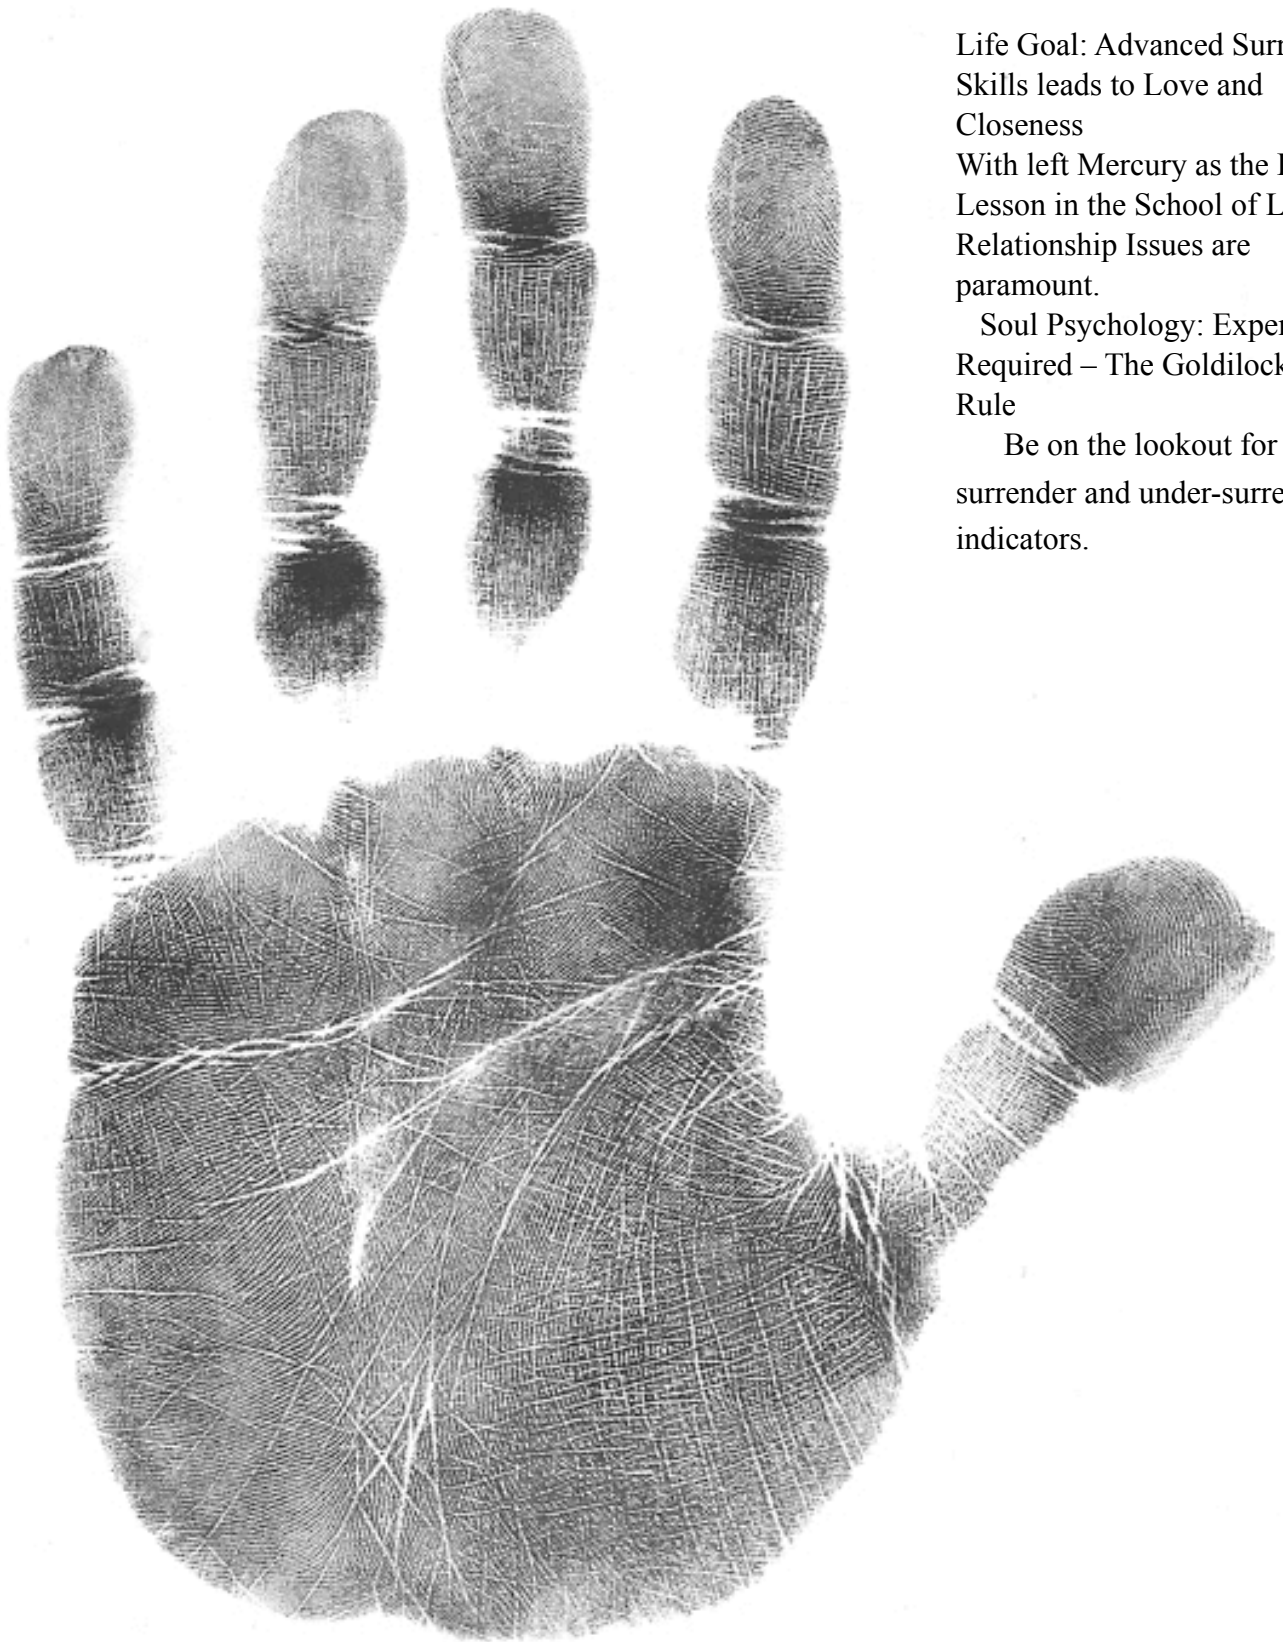 Life Goal: Advanced Surr
Skills leads to Love and
Closeness
With left Mercury as the
Lesson in the School of L
Relationship Issues are
paramount.
Soul Psychology: Exper
Required – The Goldilock
Rule
Be on the lookout for
surrender and under-surre
indicators.